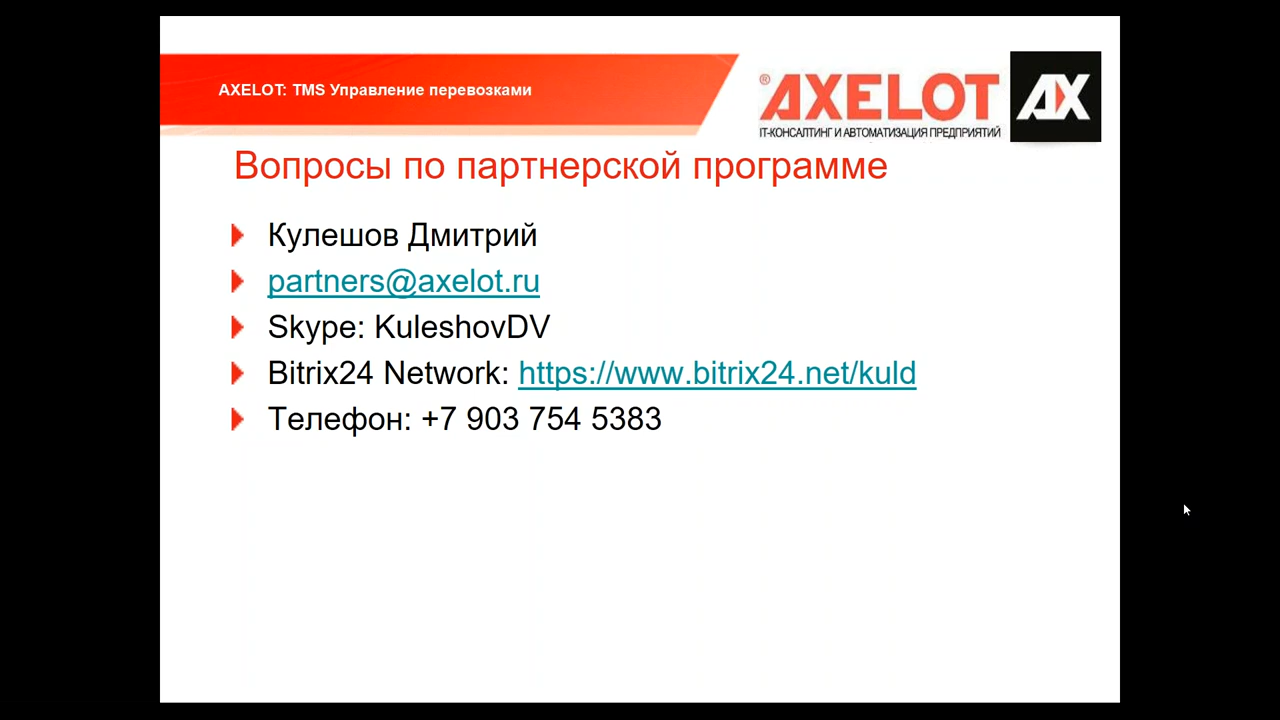 AXELOT: TMS Управление перевозками
® AXELOT AX
IT-КОНСАЛТИНГ И АВТОМАТИЗАЦИЯ ПРЕДПРИЯТИЙ
Вопросы по партнерской программе
Кулешов Дмитрий
partners@axelot.ru
Skype: KuleshovDV
Bitrix24 Network: https://www.bitrix24.net/kuld
Телефон: +7 903 754 5383